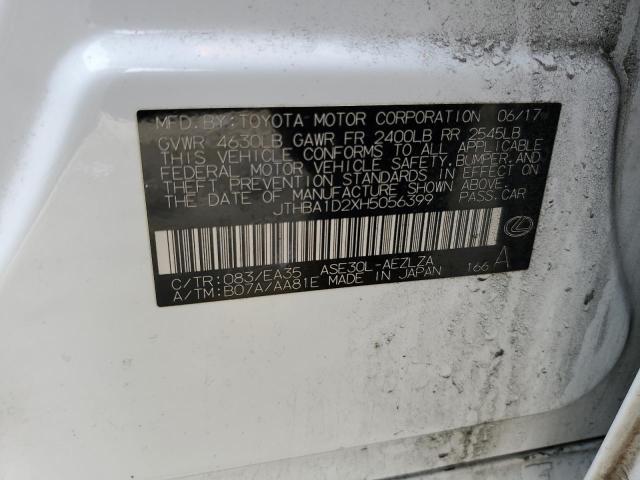 MFD. BY: TOYOTA MOTOR CORPORATION 06/17
GVWR 4630LB GAWR FR 2400LB RR 2545LB
THIS VEHICLE CONFORMS TO ALL APPLICABLE
FEDERAL MOTOR VEHICLE SAFETY, BUMPER, AND
THEFT PREVENTION STANDARDS IN EFFECT ON
THE DATE OF MANUFACTURE SHOWN ABOVE.
JTHBA1D2XH5056399 PASS. CAR
C/TR: 083/EA35 ASE30L-AEZLZA
A/TM: B07A/AA81E MADE IN JAPAN 166 A